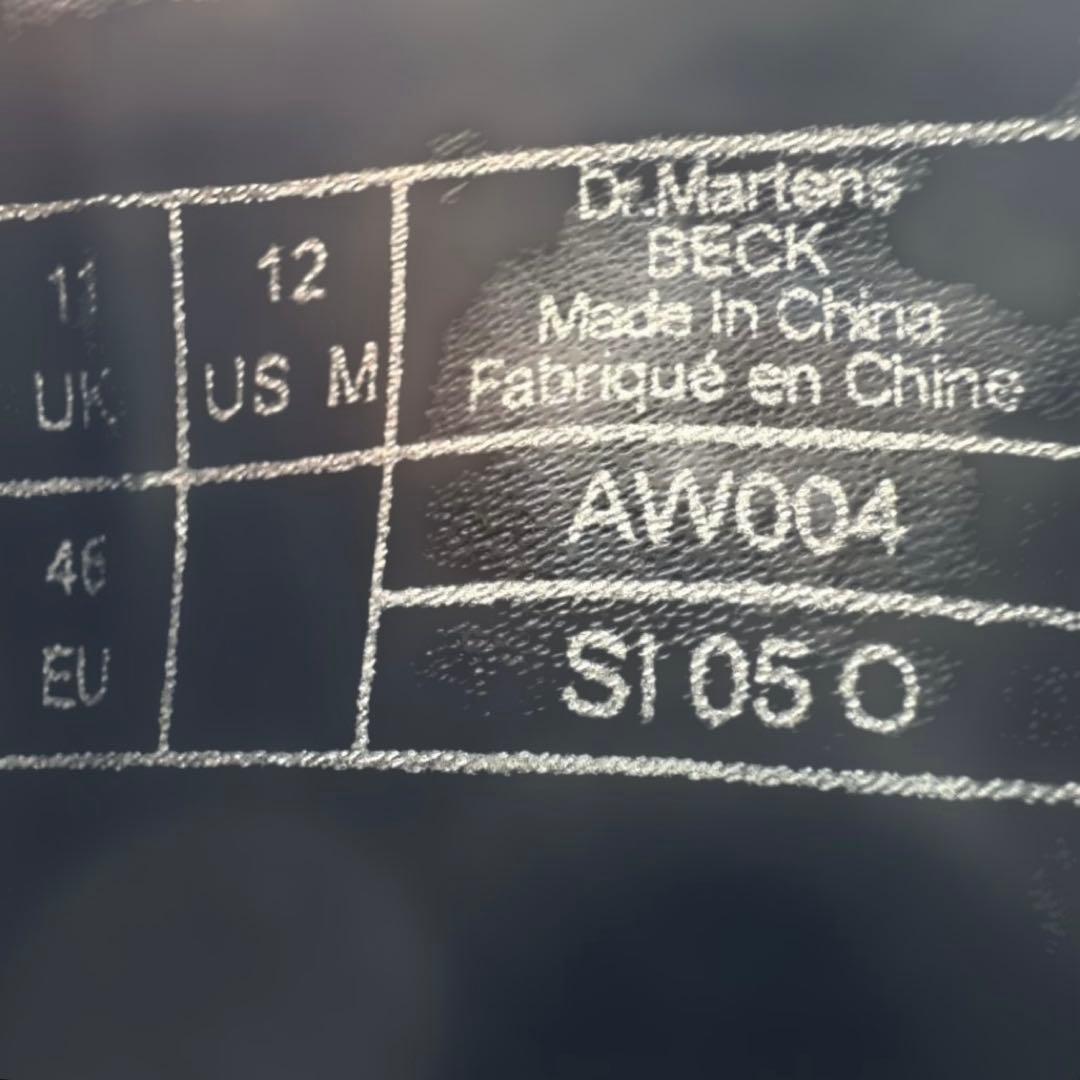 11
UK
12
US M
46
EU
Dr.Martens
BECK
Made in China
Fabriqué en Chine
AW004
SI 05 O